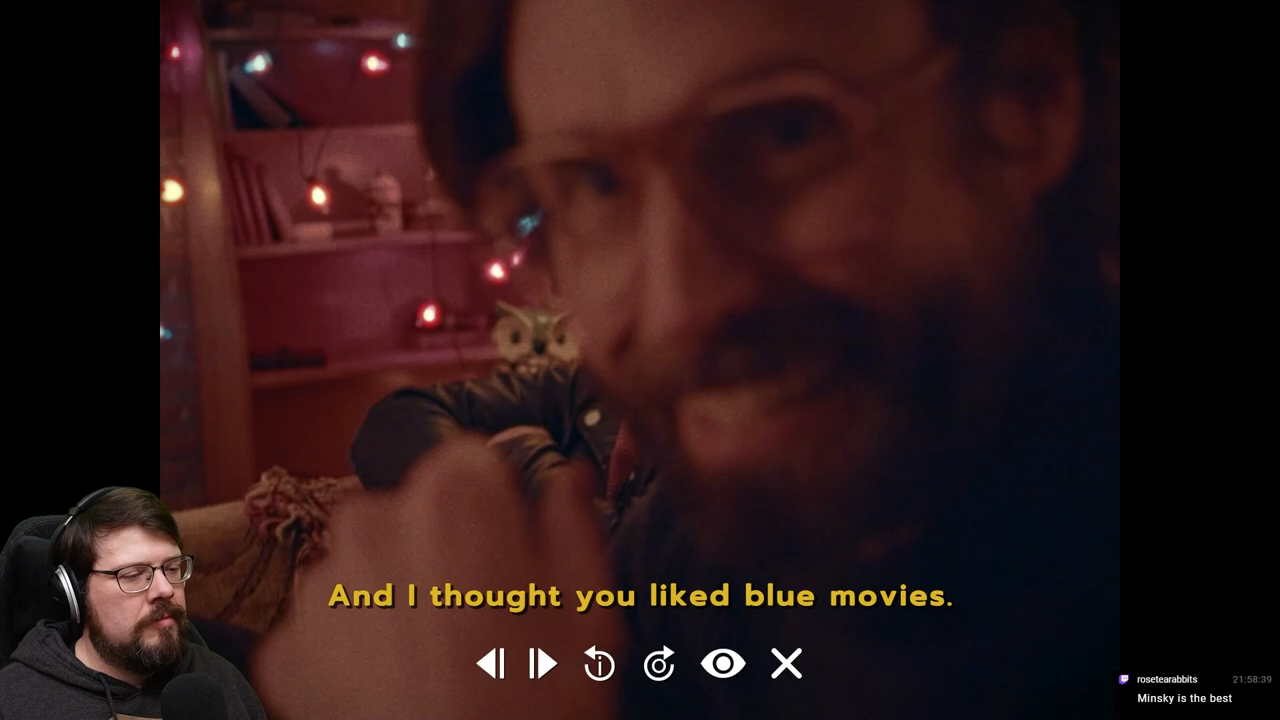 And I thought you liked blue movies.
rosetearabbits 21:58:39
Minsky is the best